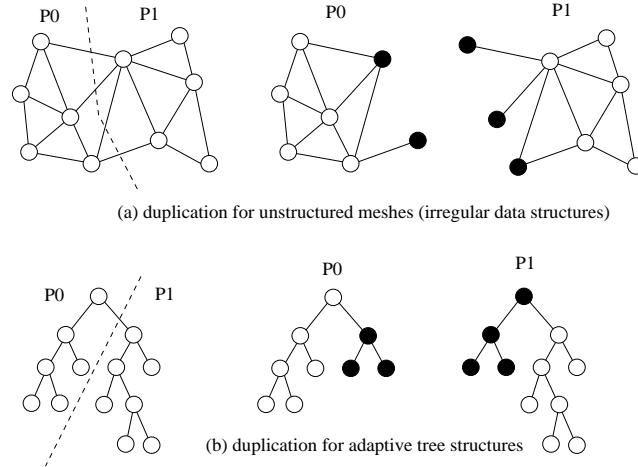 P0 P1 P0 P1
(a) duplication for unstructured meshes (irregular data structures)
P0 P1 P0 P1
(b) duplication for adaptive tree structures